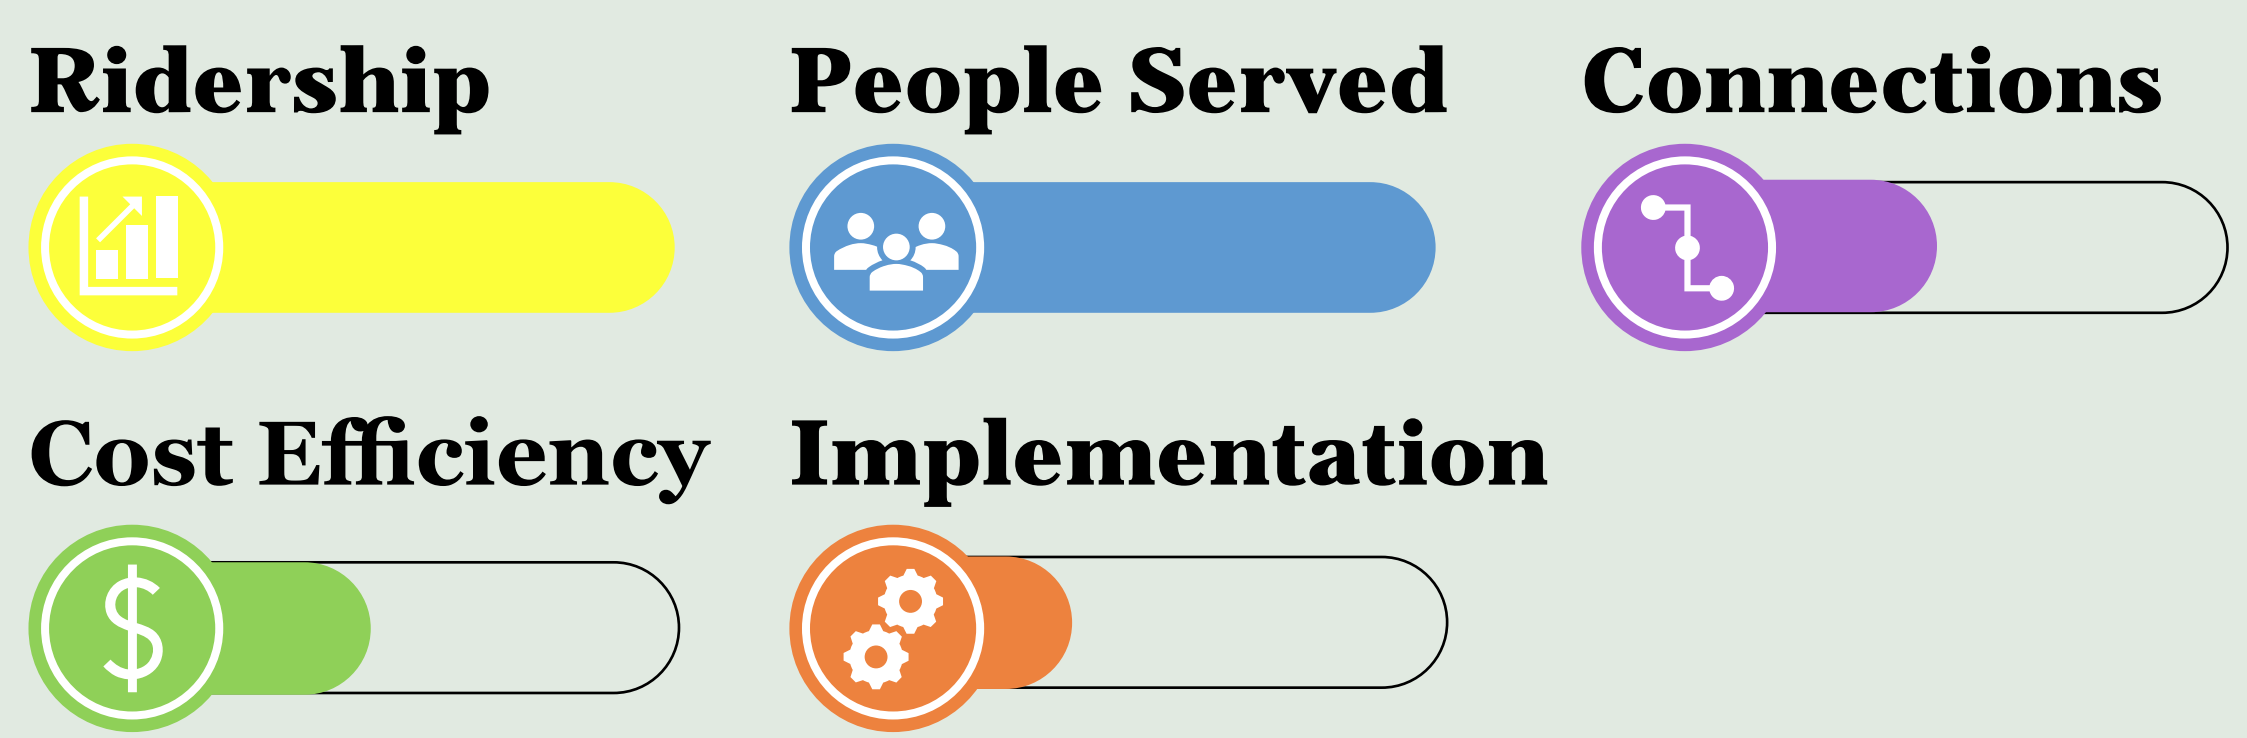 Ridership
People Served
Connections
Cost Efficiency
Implementation